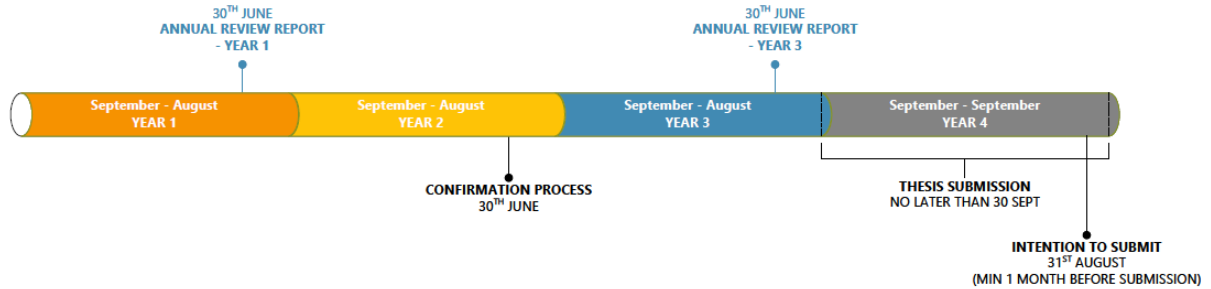 30TH JUNE
ANNUAL REVIEW REPORT
- YEAR 1
30TH JUNE
ANNUAL REVIEW REPORT
- YEAR 3
September - August
YEAR 1
September - August
YEAR 2
September - August
YEAR 3
September - September
YEAR 4
CONFIRMATION PROCESS
30TH JUNE
THESIS SUBMISSION
NO LATER THAN 30 SEPT
INTENTION TO SUBMIT
31ST AUGUST
(MIN 1 MONTH BEFORE SUBMISSION)